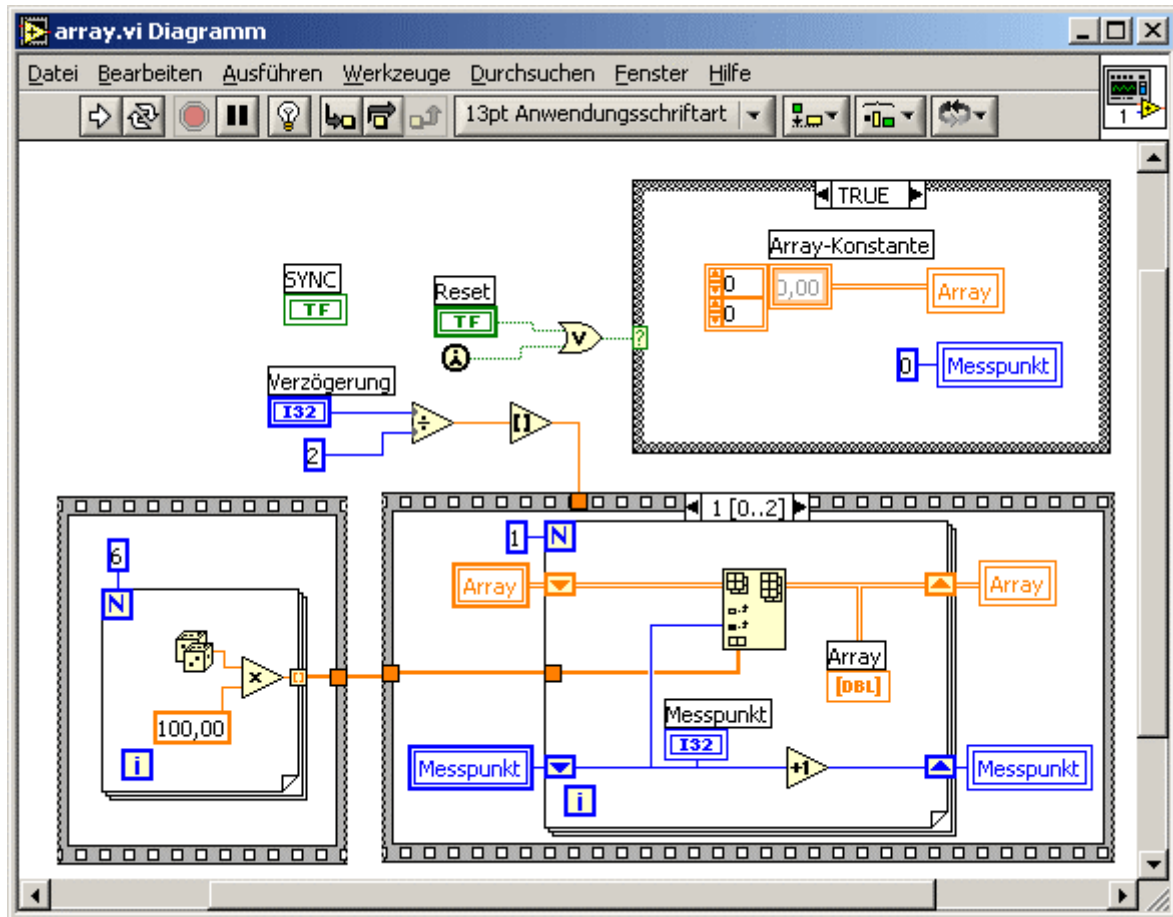 array.vi Diagramm
Datei Bearbeiten Ausführen Werkzeuge Durchsuchen Fenster Hilfe
13pt Anwendungsschriftart
1
TRUE
Array-Konstante
0
0,00
0
Array
0
Messpunkt
SYNC
TF
Reset
TF
V
?
Verzögerung
I32
÷
[]
2
6
N
x
100,00
i
1 [0..2]
1
N
Array
Array
Array
[DBL]
Messpunkt
I32
Messpunkt
+1
Messpunkt
i